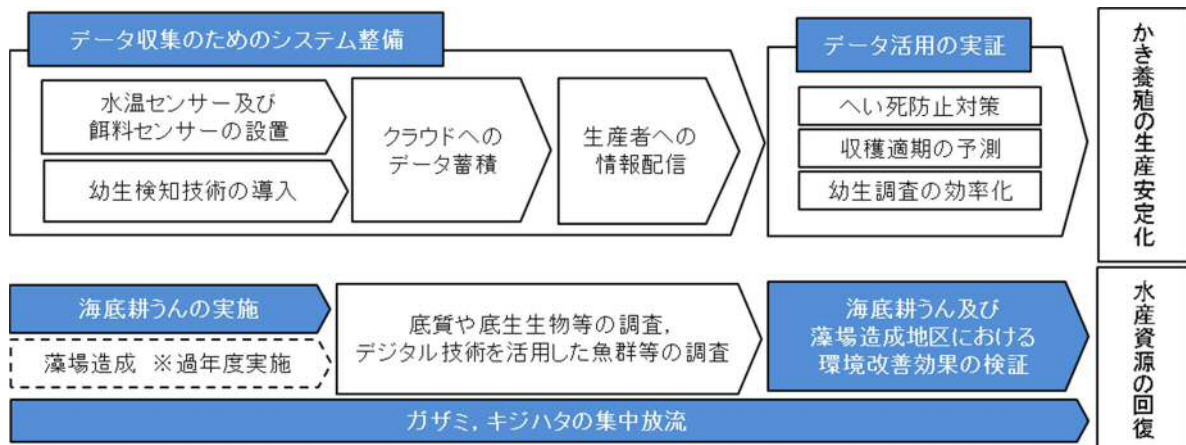 データ収集のためのシステム整備
水温センサー及び
餌料センサーの設置
幼生検知技術の導入
クラウドへの
データ蓄積
生産者への
情報配信
データ活用の実証
へい死防止対策
収穫適期の予測
幼生調査の効率化
かき養殖の生産安定化
海底耕うんの実施
藻場造成 ※過年度実施
底質や底生生物等の調査,
デジタル技術を活用した魚群等の調査
海底耕うん及び
藻場造成地区における
環境改善効果の検証
ガザミ, キジハタの集中放流
水産資源の回復